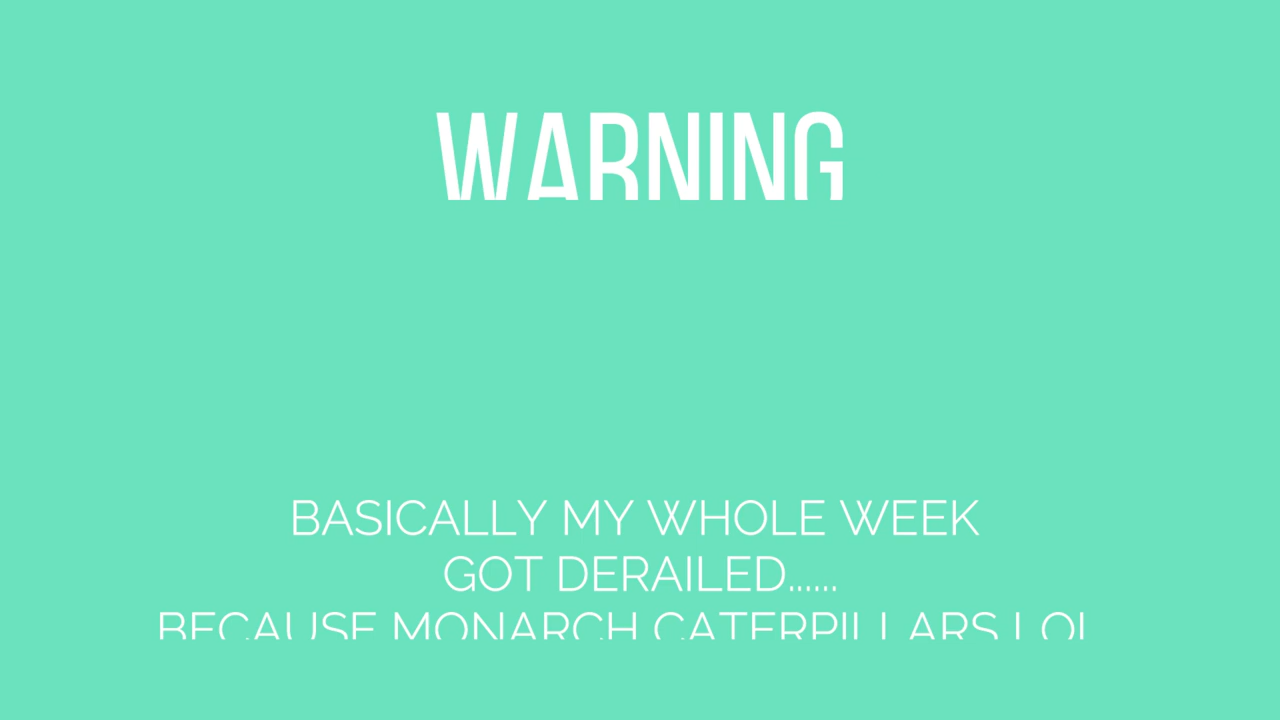 WARNING
BASICALLY MY WHOLE WEEK
GOT DERAILED......
BECAUSE MONARCH CATERPILLARS LOL